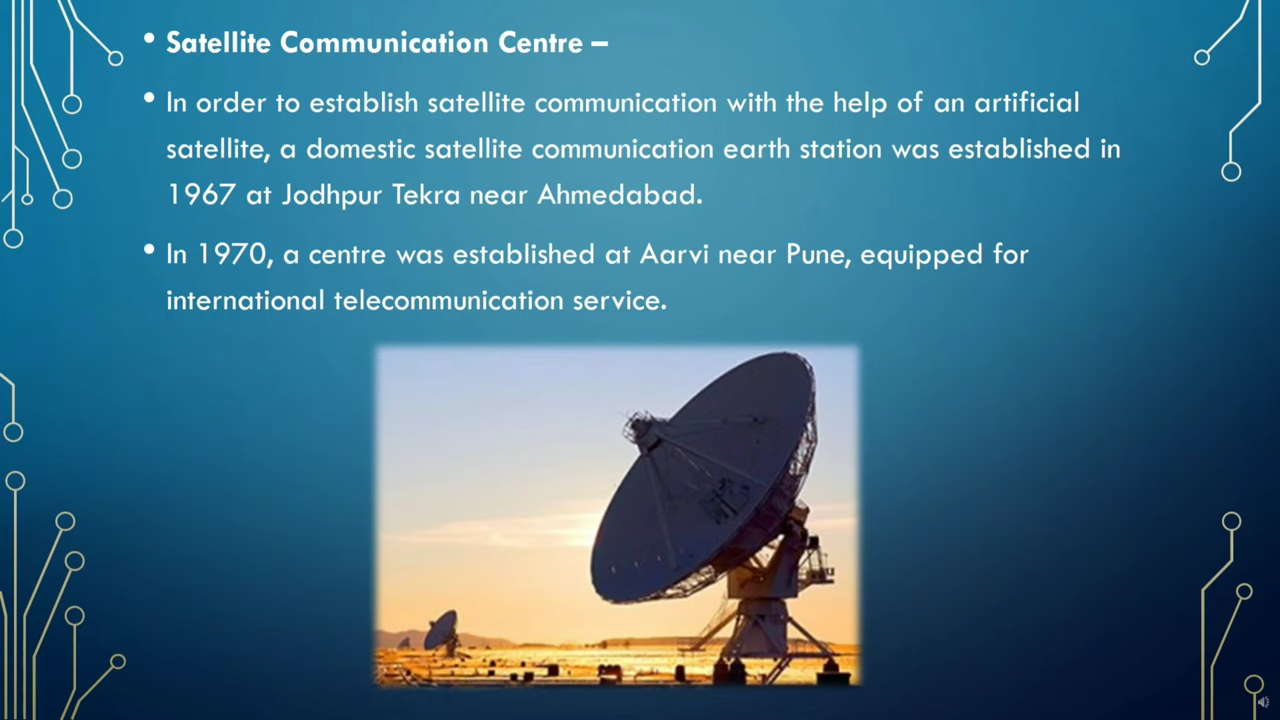 • Satellite Communication Centre –
• In order to establish satellite communication with the help of an artificial
satellite, a domestic satellite communication earth station was established in
1967 at Jodhpur Tekra near Ahmedabad.
• In 1970, a centre was established at Aarvi near Pune, equipped for
international telecommunication service.